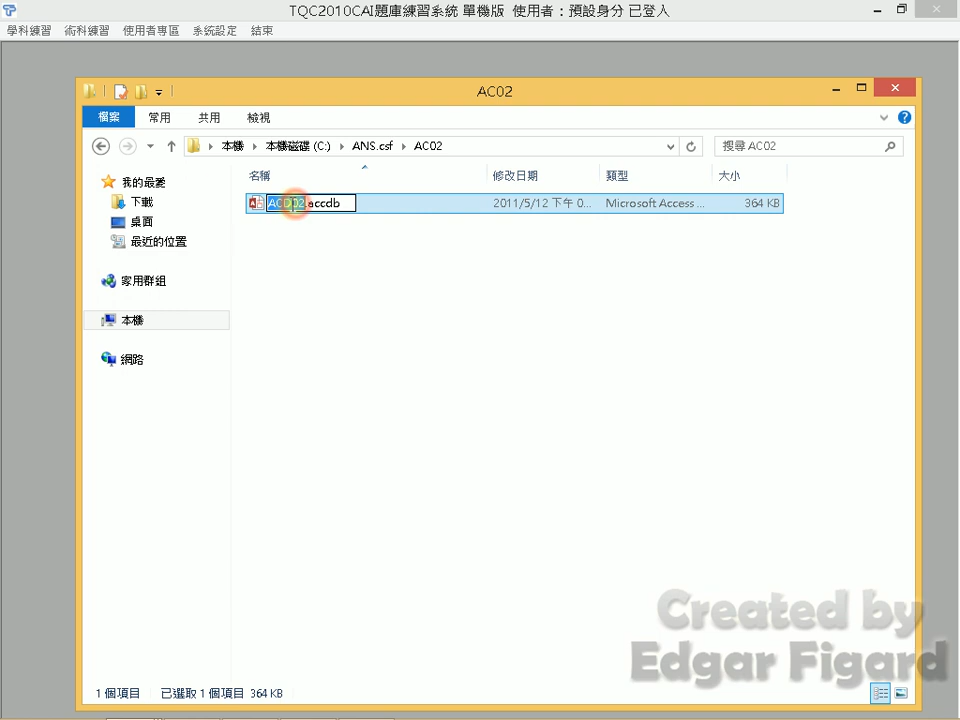 TQC2010CAI題庫練習系統 單機版 使用者：預設身分 已登入
學科練習 術科練習 使用者專區 系統設定 結束
AC02
檔案 常用 共用 檢視
本機 本機磁碟 (C:) ANS.csf AC02 搜尋 AC02
名稱 修改日期 類型 大小
ACD02.accdb 2011/5/12 下午 0... Microsoft Access ... 364 KB
我的最愛
下載
桌面
最近的位置
家用群組
本機
網路
Created by
Edgar Figard
1 個項目 已選取 1 個項目 364 KB